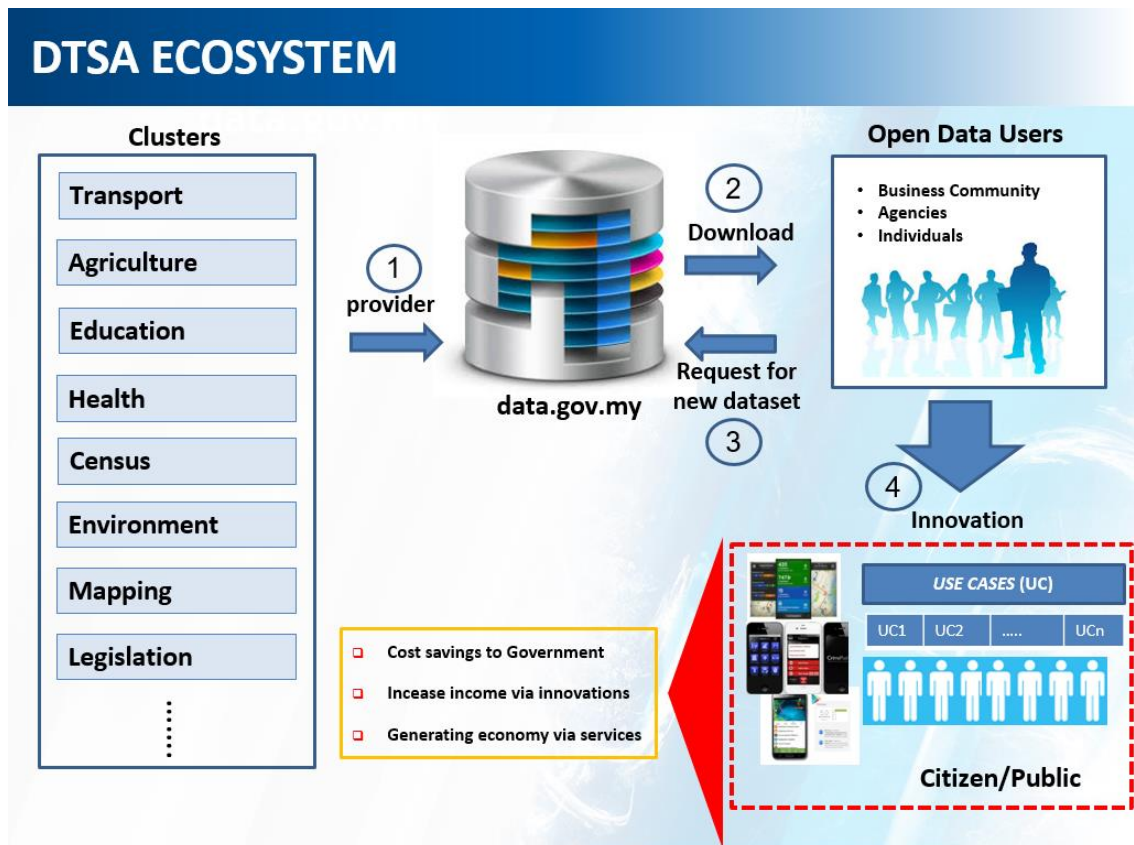 DTSA ECOSYSTEM
Clusters
Transport
Agriculture
Education
Health
Census
Environment
Mapping
Legislation
1
provider
data.gov.my
2
Download
Request for
new dataset
3
Open Data Users
• Business Community
• Agencies
• Individuals
4
Innovation
USE CASES (UC)
UC1 UC2 ..... UCn
Citizen/Public
Cost savings to Government
Incease income via innovations
Generating economy via services